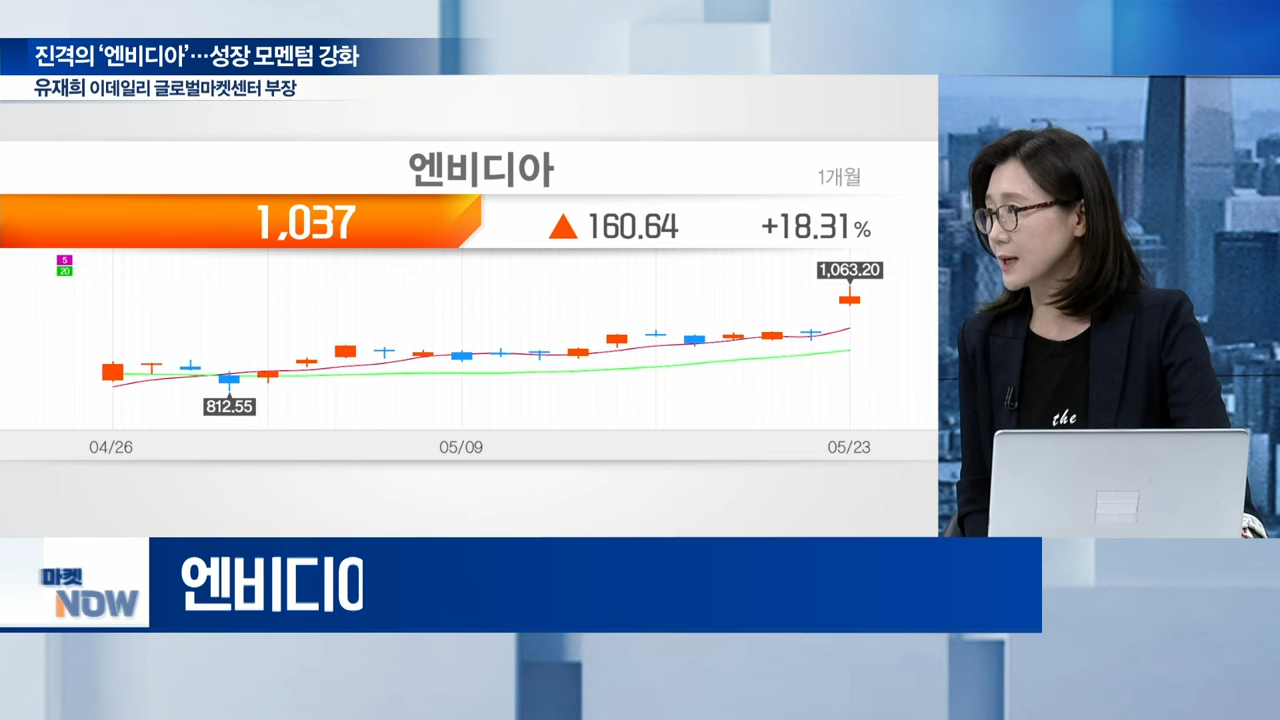 진격의 ‘엔비디아’…성장 모멘텀 강화
유재희 이데일리 글로벌마켓센터 부장
엔비디아
1개월
1,037 ▲ 160.64 +18.31%
5
20
1,063.20
812.55
04/26 05/09 05/23
the
마켓
NOW
엔비디